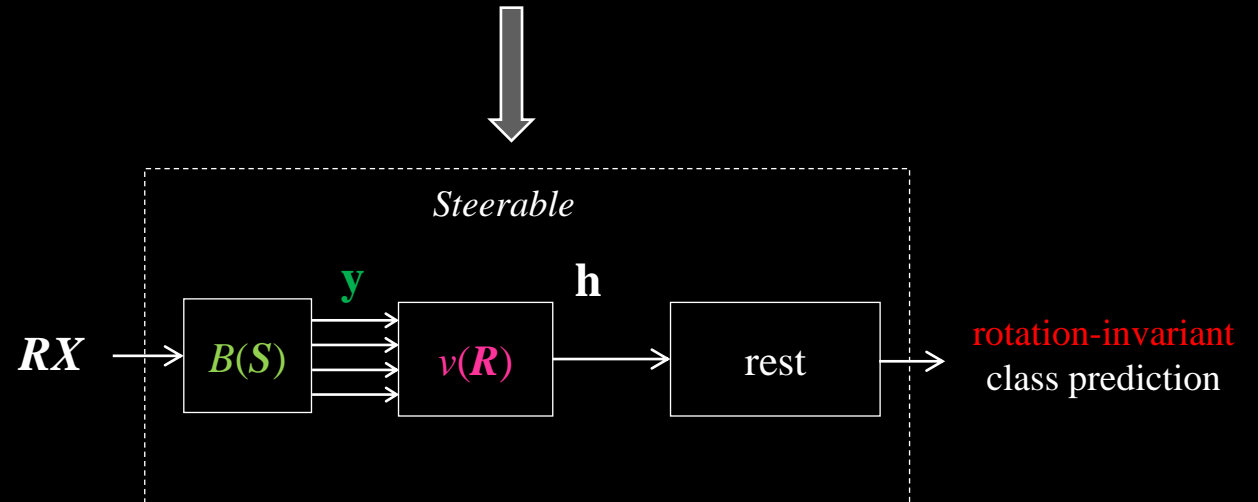 Steerable
y
h
RX
B(S)
v(R)
rest
rotation-invariant
class prediction